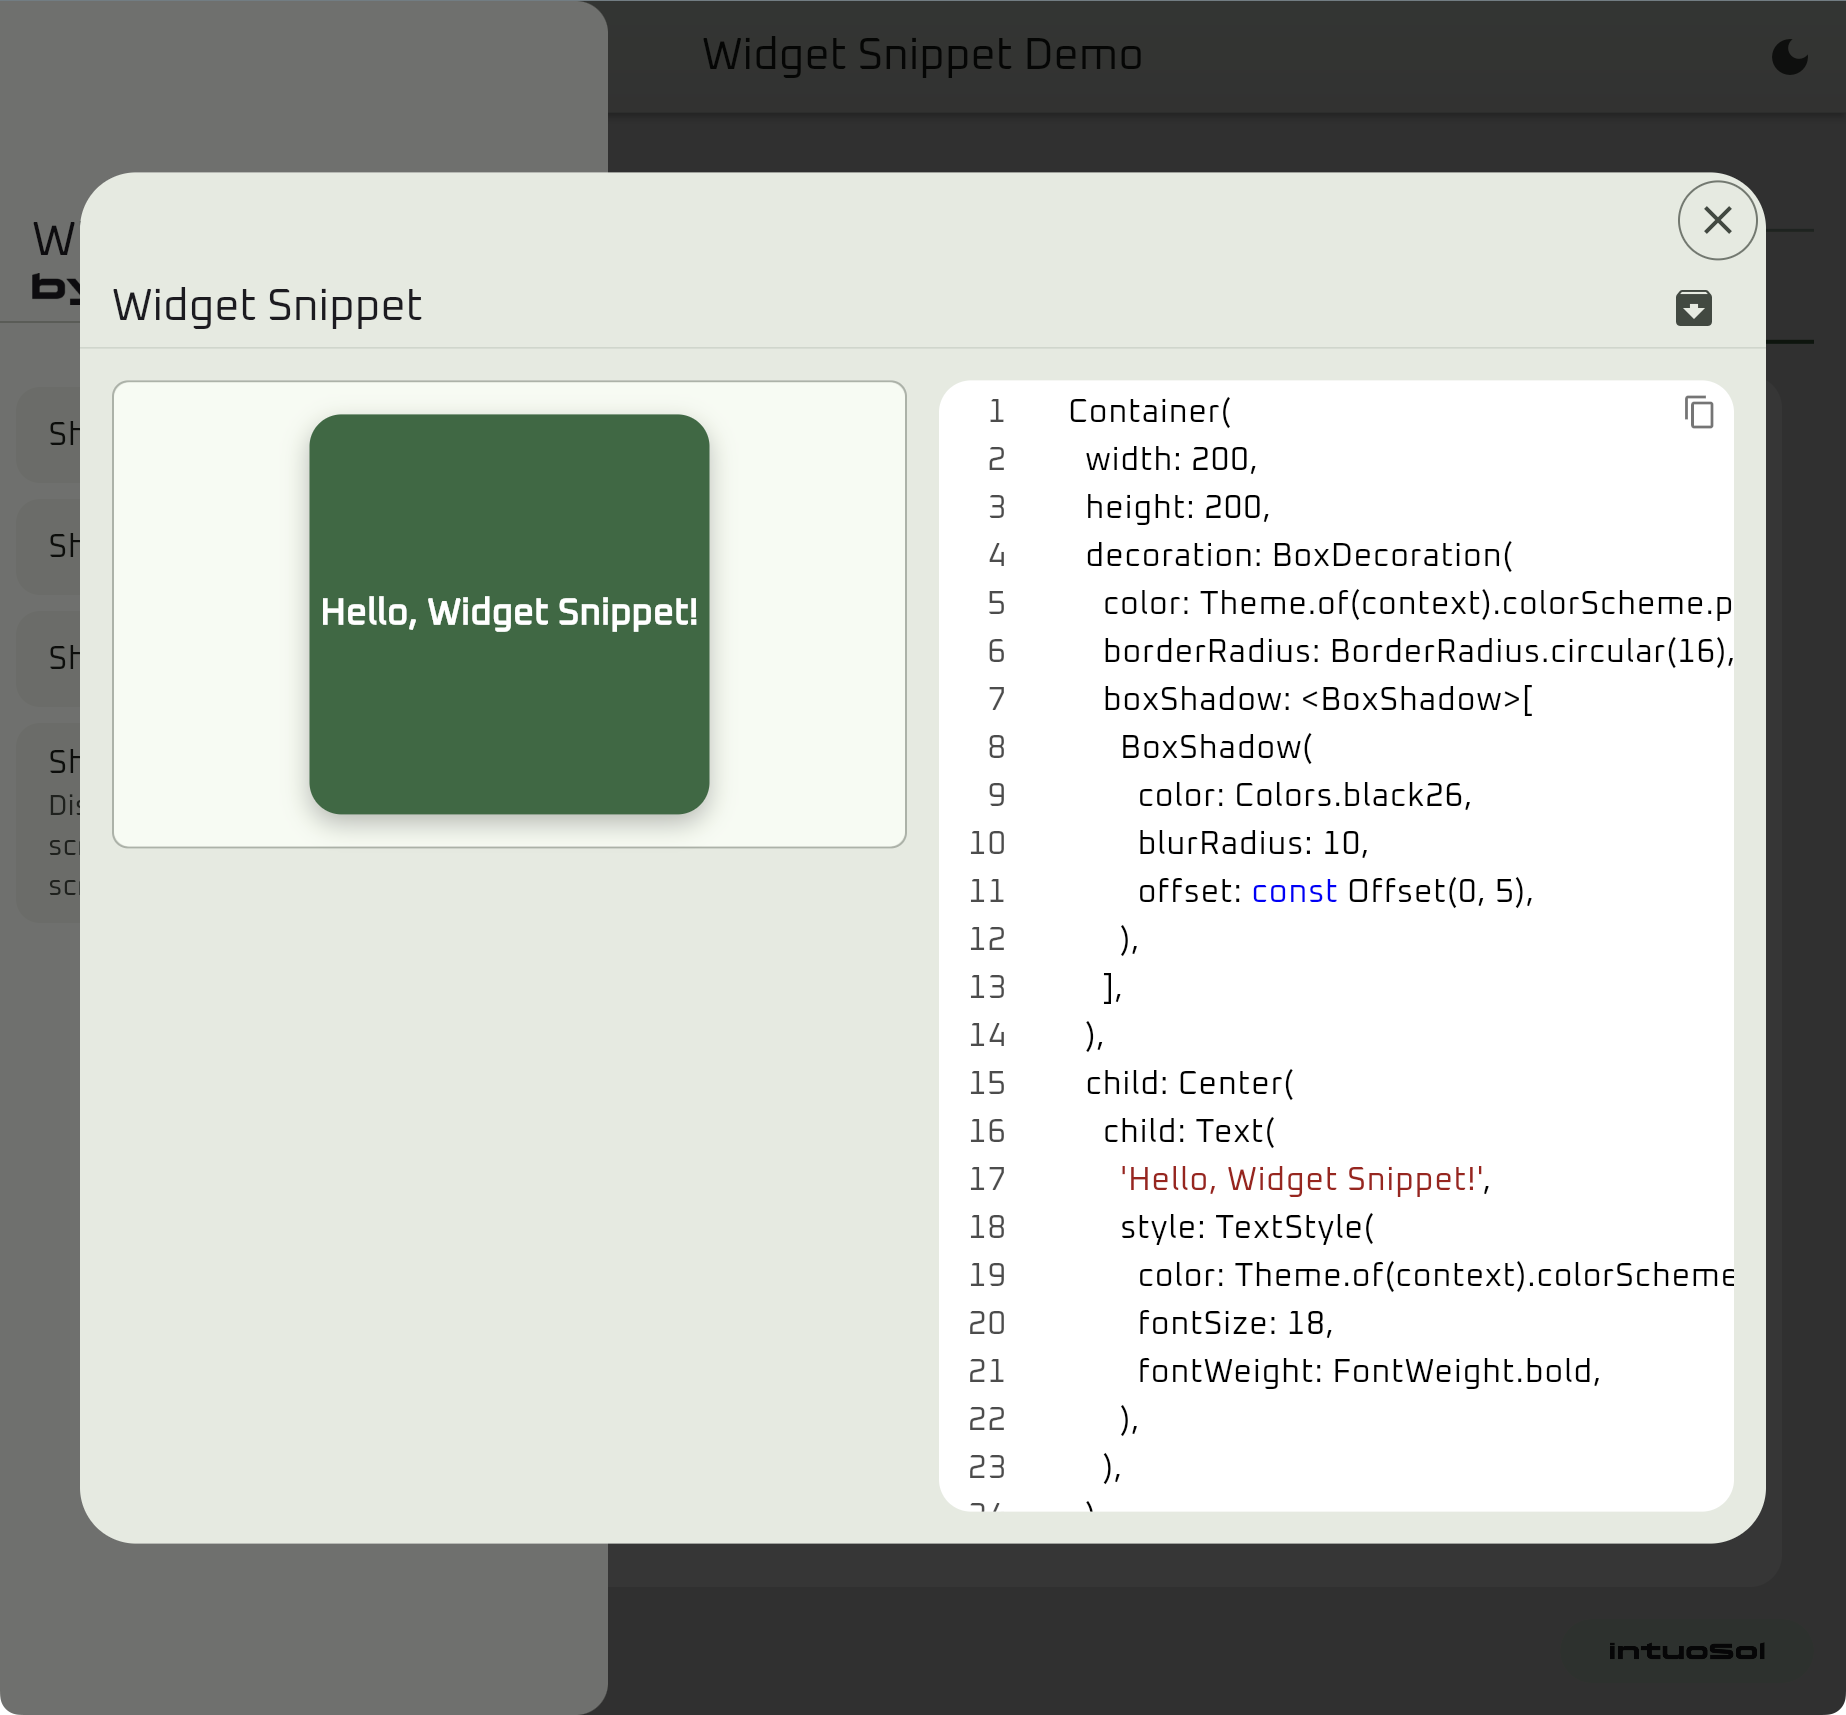 Widget Snippet Demo
Widget Snippet
Hello, Widget Snippet!
1 Container(
2 width: 200,
3 height: 200,
4 decoration: BoxDecoration(
5 color: Theme.of(context).colorScheme.p
6 borderRadius: BorderRadius.circular(16),
7 boxShadow: <BoxShadow>[
8 BoxShadow(
9 color: Colors.black26,
10 blurRadius: 10,
11 offset: const Offset(0, 5),
12 ),
13 ],
14 ),
15 child: Center(
16 child: Text(
17 'Hello, Widget Snippet!',
18 style: TextStyle(
19 color: Theme.of(context).colorScheme
20 fontSize: 18,
21 fontWeight: FontWeight.bold,
22 ),
23 ),
W
by
Sh
Sh
Sh
Sh
intuoSol